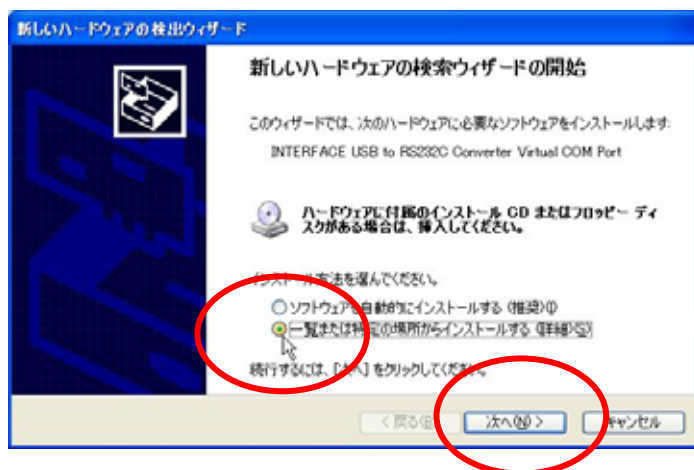 新しいハードウェアの検出ウィザード
新しいハードウェアの検索ウィザードの開始
このウィザードでは、次のハードウェアに必要なソフトウェアをインストールします:
INTERFACE USB to RS232C Converter Virtual COM Port
ハードウェアに付属のインストール CD またはフロッピー ディ
スクがある場合は、挿入してください。
インストール方法を選んでください。
ソフトウェアを自動的にインストールする (推奨)(I)
一覧または特定の場所からインストールする (詳細)(S)
続行するには、[次へ] をクリックしてください。
< 戻る(B) 次へ(N) > キャンセル